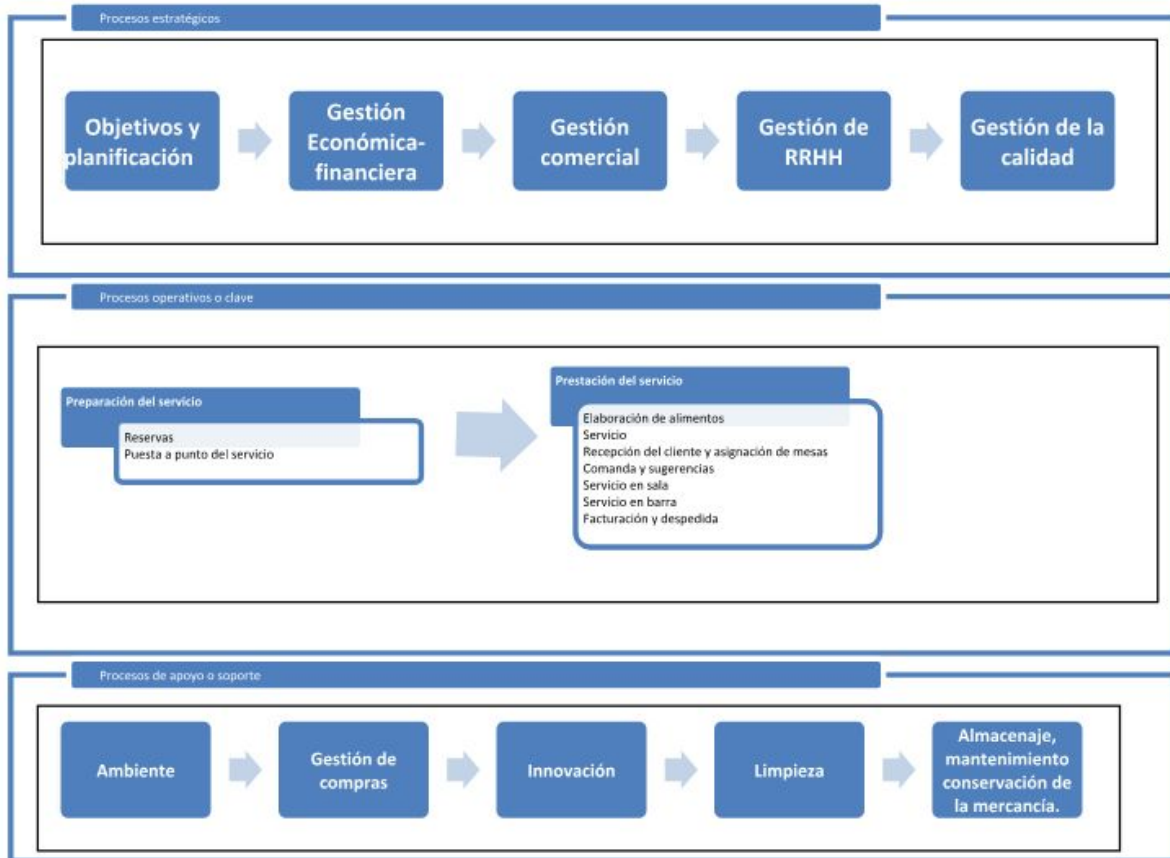 Procesos estratégicos
Objetivos y
planificación
Gestión
Económica-
financiera
Gestión
comercial
Gestión de
RRHH
Gestión de la
calidad
Procesos operativos o clave
Preparación del servicio
Reservas
Puesta a punto del servicio
Prestación del servicio
Elaboración de alimentos
Servicio
Recepción del cliente y asignación de mesas
Comanda y sugerencias
Servicio en sala
Servicio en barra
Facturación y despedida
Procesos de apoyo o soporte
Ambiente
Gestión de
compras
Innovación
Limpieza
Almacenaje,
mantenimiento
conservación de
la mercancía.